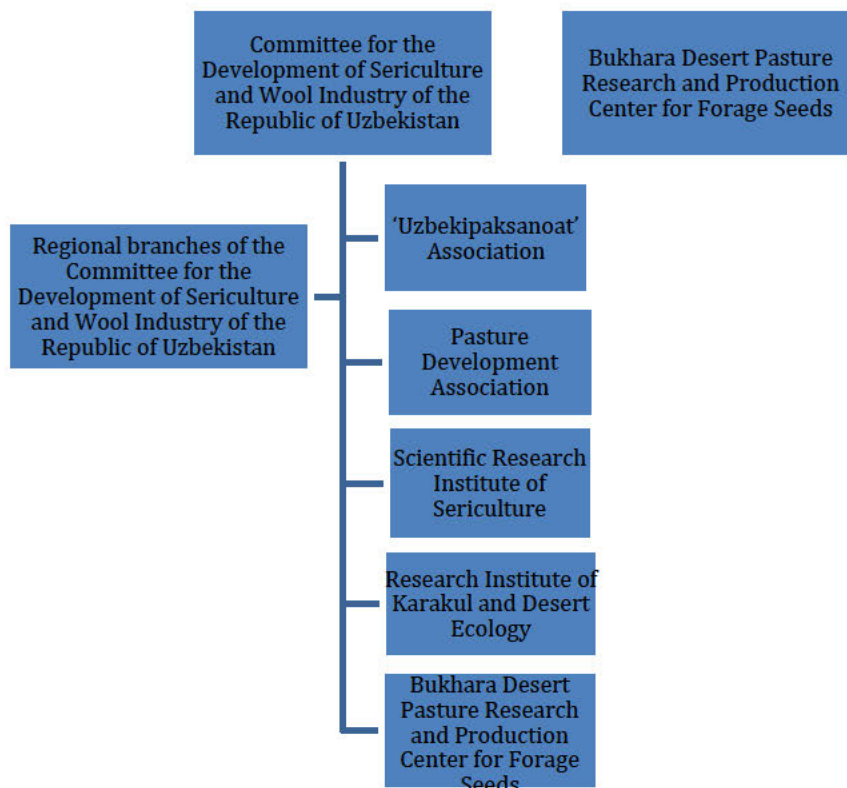 Committee for the
Development of Sericulture
and Wool Industry of the
Republic of Uzbekistan
Bukhara Desert Pasture
Research and Production
Center for Forage Seeds
Regional branches of the
Committee for the
Development of Sericulture
and Wool Industry of the
Republic of Uzbekistan
‘Uzbekipaksanoat’
Association
Pasture
Development
Association
Scientific Research
Institute of
Sericulture
Research Institute of
Karakul and Desert
Ecology
Bukhara Desert
Pasture Research
and Production
Center for Forage
Seeds